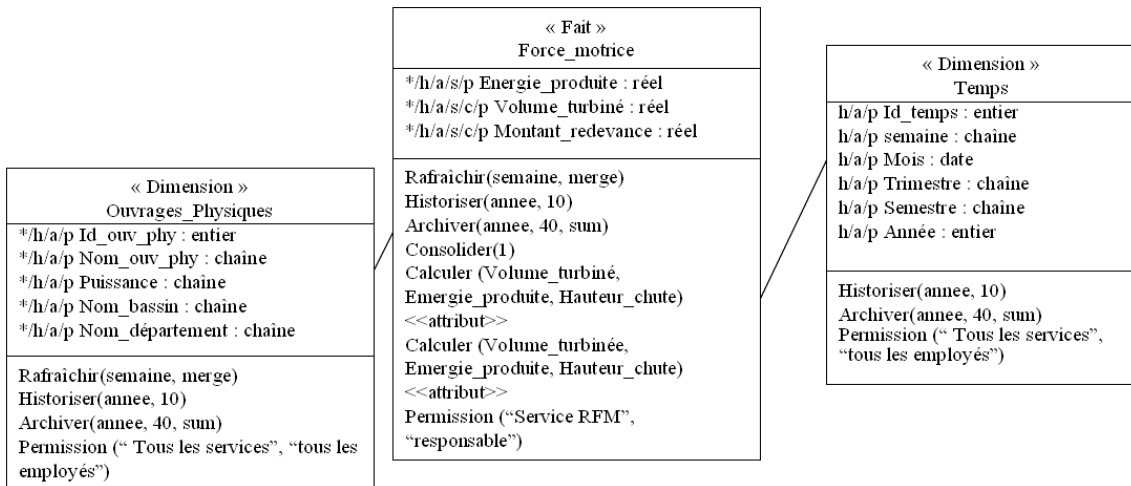 « Dimension »
Ouvrages_Physiques
*/h/a/p Id_ouv_phy : entier
*/h/a/p Nom_ouv_phy : chaîne
*/h/a/p Puissance : chaîne
*/h/a/p Nom_bassin : chaîne
*/h/a/p Nom_département : chaîne
Rafraîchir(semaine, merge)
Historiser(annee, 10)
Archiver(annee, 40, sum)
Permission (“ Tous les services”, “tous les
employés”)
« Fait »
Force_motrice
*/h/a/s/p Energie_produite : réel
*/h/a/s/c/p Volume_turbiné : réel
*/h/a/s/c/p Montant_redevance : réel
Rafraîchir(semaine, merge)
Historiser(annee, 10)
Archiver(annee, 40, sum)
Consolider(1)
Calculer (Volume_turbiné,
Emergie_produite, Hauteur_chute)
<<attribut>>
Calculer (Volume_turbinée,
Emergie_produite, Hauteur_chute)
<<attribut>>
Permission (“Service RFM”,
“responsable”)
« Dimension »
Temps
h/a/p Id_temps : entier
h/a/p semaine : chaîne
h/a/p Mois : date
h/a/p Trimestre : chaîne
h/a/p Semestre : chaîne
h/a/p Année : entier
Historiser(annee, 10)
Archiver(annee, 40, sum)
Permission (“ Tous les services”,
“tous les employés”)